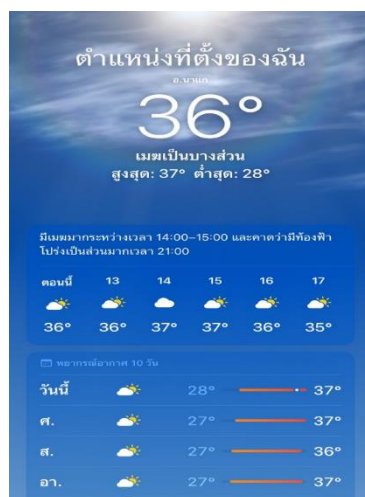 ตำแหน่งที่ตั้งของฉัน
อ.นาแก
36°
เมฆเป็นบางส่วน
สูงสุด: 37° ต่ำสุด: 28°
มีเมฆมากระหว่างเวลา 14:00–15:00 และคาดว่ามีท้องฟ้า
โปร่งเป็นส่วนมากเวลา 21:00
ตอนนี้ 13 14 15 16 17
36° 36° 37° 37° 36° 35°
พยากรณ์อากาศ 10 วัน
วันนี้ 28° 37°
ศ. 27° 37°
ส. 27° 36°
อา. 27° 37°